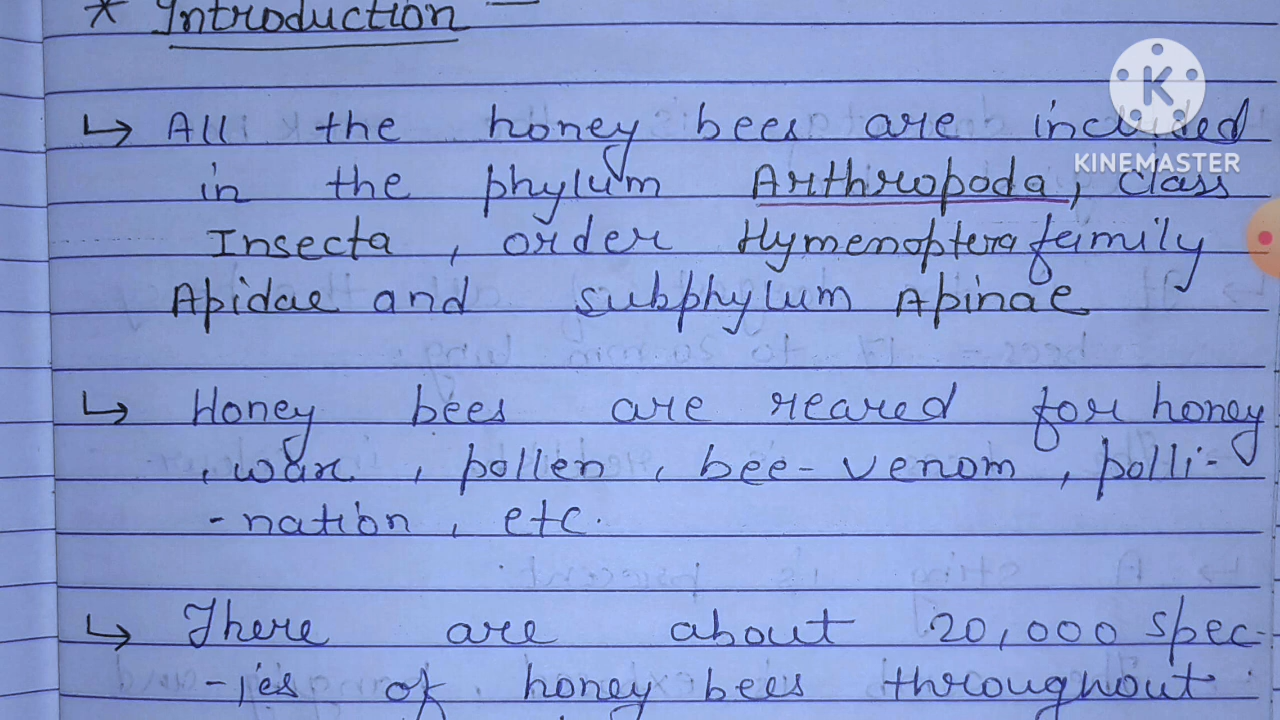 * Introduction -
↳ All the honey bees are included
in the phylum Arthropoda, class
Insecta, order Hymenoptera family
Apidae and subphylum Apinae
↳ Honey bees are reared for honey
, wax, pollen, bee-venom, polli-
-nation, etc.
↳ There are about 20,000 spec-
-ies of honey bees throughout
K
KINEMASTER